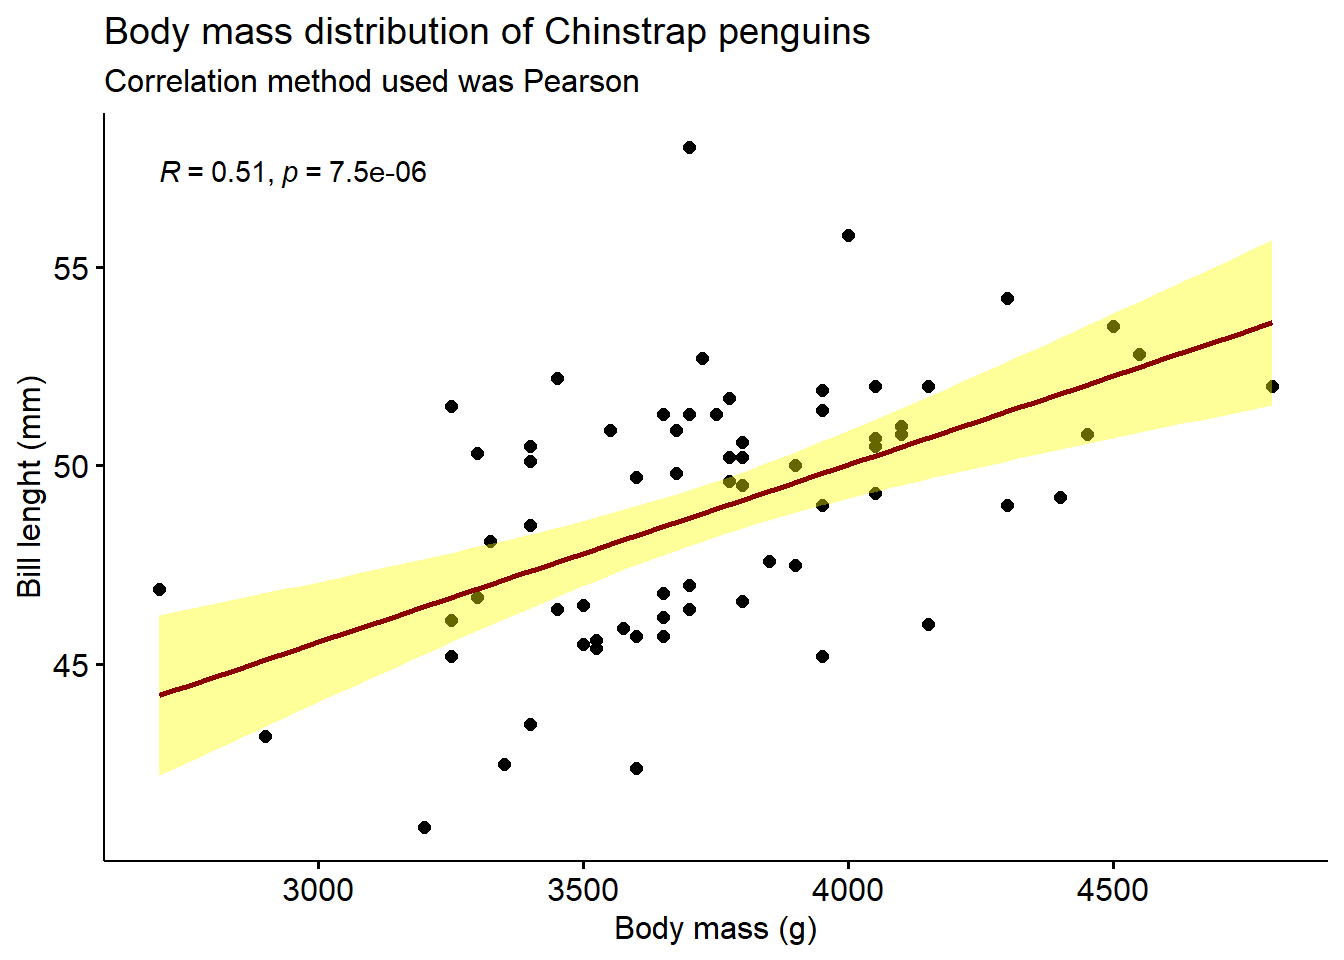 Body mass distribution of Chinstrap penguins
Correlation method used was Pearson
R = 0.51, p = 7.5e-06
55
50
45
Bill lenght (mm)
3000 3500 4000 4500
Body mass (g)